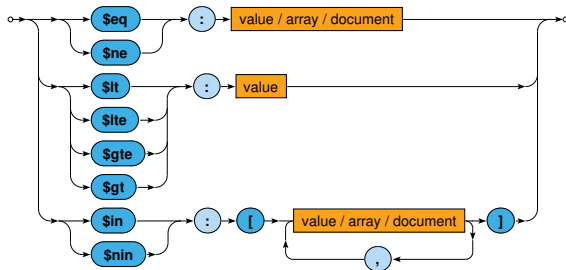 $eq : value / array / document
$ne
$lt : value
$lte
$gte
$gt
$in : [ value / array / document ]
$nin ,